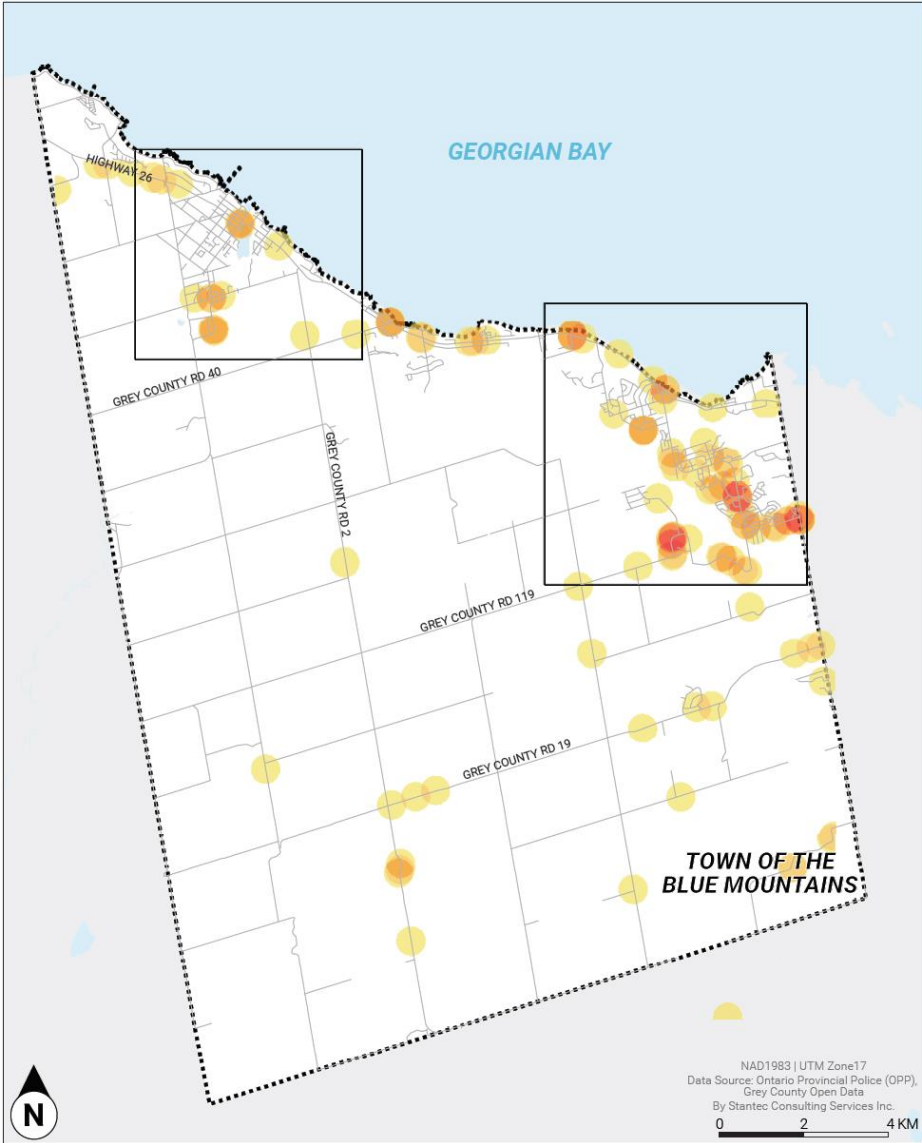 GEORGIAN BAY
HIGHWAY 26
GREY COUNTY RD 40
GREY COUNTY RD 2
GREY COUNTY RD 119
GREY COUNTY RD 19
TOWN OF THE
BLUE MOUNTAINS
NAD1983 | UTM Zone17
Data Source: Ontario Provincial Police (OPP),
Grey County Open Data
By Stantec Consulting Services Inc.
N
0 2 4 KM